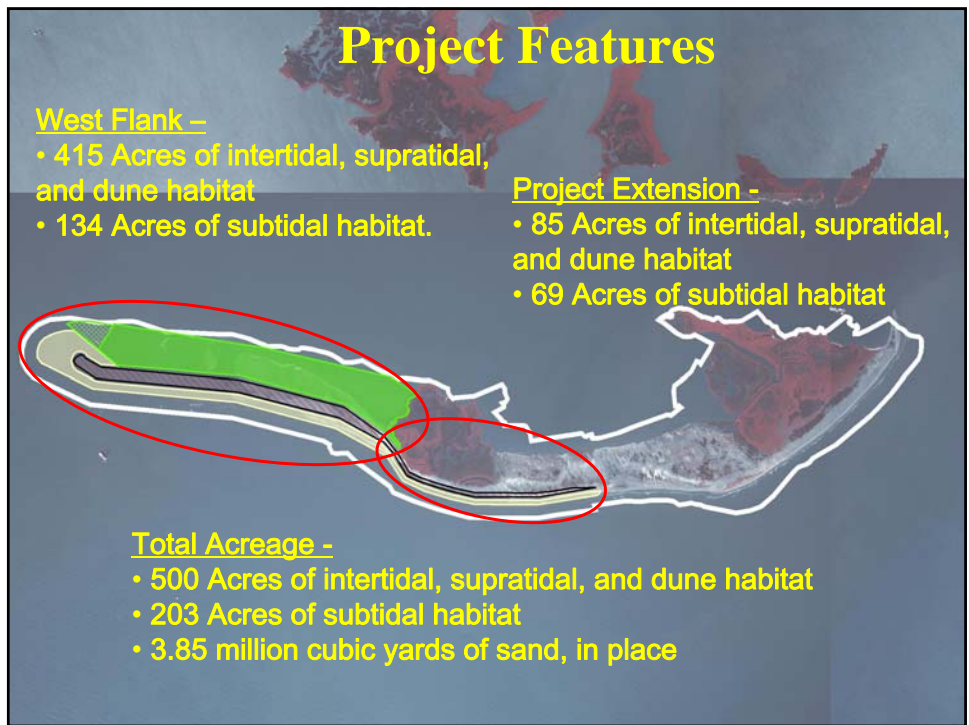 Project Features
West Flank –
• 415 Acres of intertidal, supratidal,
and dune habitat
• 134 Acres of subtidal habitat.
Project Extension -
• 85 Acres of intertidal, supratidal,
and dune habitat
• 69 Acres of subtidal habitat
Total Acreage -
• 500 Acres of intertidal, supratidal, and dune habitat
• 203 Acres of subtidal habitat
• 3.85 million cubic yards of sand, in place